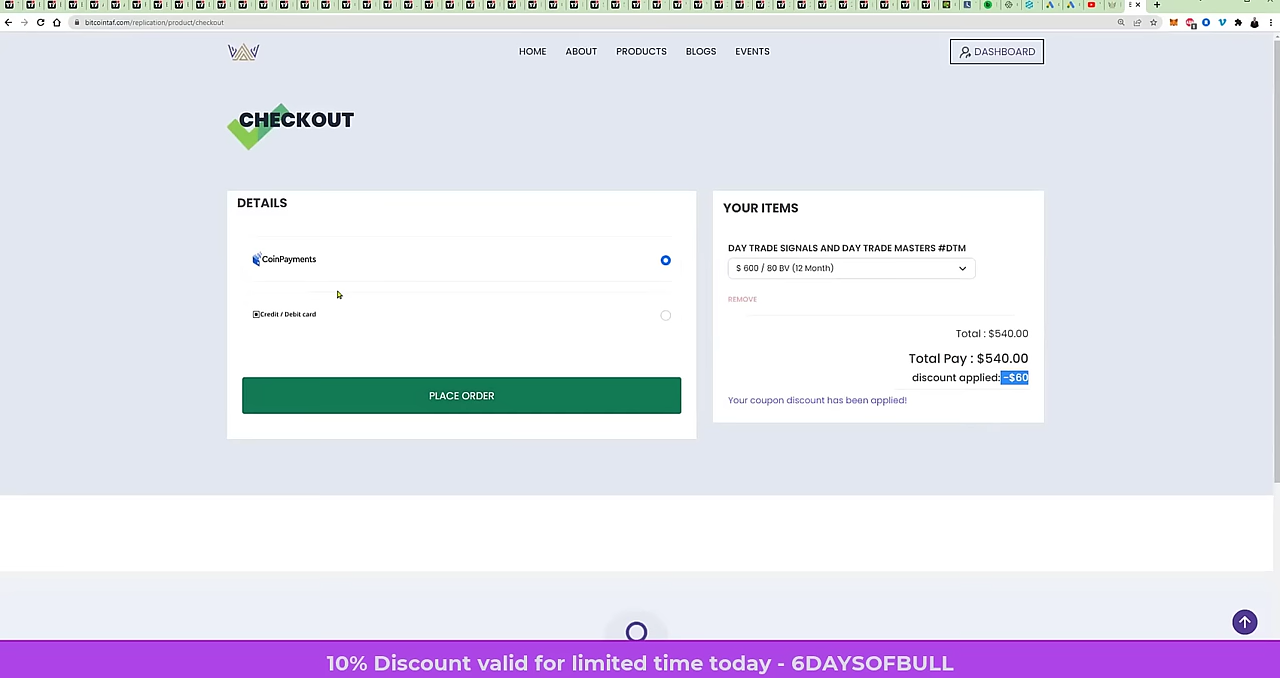 bitcointaf.com/replication/product/checkout
HOME ABOUT PRODUCTS BLOGS EVENTS DASHBOARD
CHECKOUT
DETAILS
CoinPayments
Credit / Debit card
PLACE ORDER
YOUR ITEMS
DAY TRADE SIGNALS AND DAY TRADE MASTERS #DTM
$ 600 / 80 BV (12 Month)
REMOVE
Total : $540.00
Total Pay : $540.00
discount applied: -$60
Your coupon discount has been applied!
10% Discount valid for limited time today - 6DAYSOFBULL